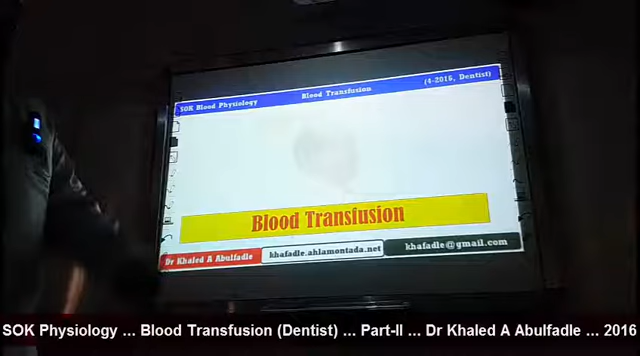 SOK Blood Physiology
Blood Transfusion
(4-2016, Dentist)
Blood Transfusion
Dr Khaled A Abulfadle
khafadle.ahlamontada.net
khafadle@gmail.com
SOK Physiology ... Blood Transfusion (Dentist) ... Part-II ... Dr Khaled A Abulfadle ... 2016